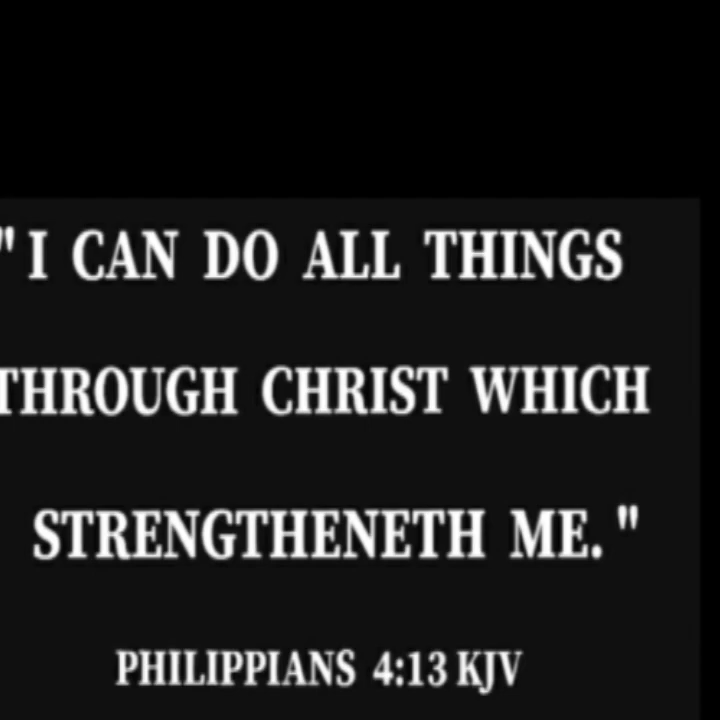 "I CAN DO ALL THINGS
THROUGH CHRIST WHICH
STRENGTHENETH ME."
PHILIPPIANS 4:13 KJV